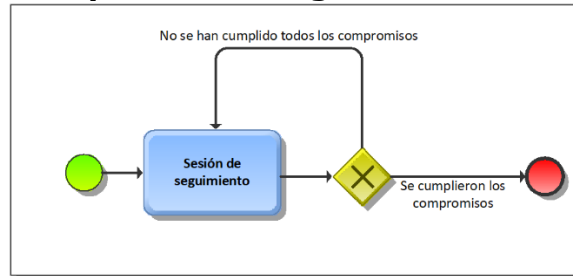 No se han cumplido todos los compromisos
Sesión de
seguimiento
Se cumplieron los
compromisos